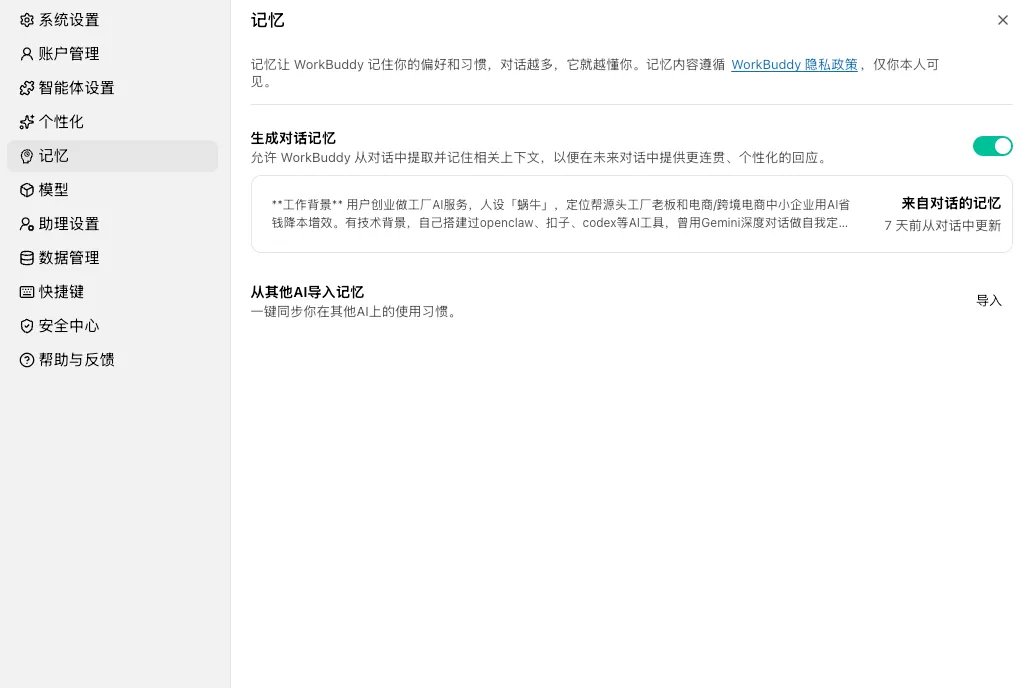 系统设置
账户管理
智能体设置
个性化
记忆
模型
助理设置
数据管理
快捷键
安全中心
帮助与反馈
记忆
记忆让 WorkBuddy 记住你的偏好和习惯，对话越多，它就越懂你。记忆内容遵循 WorkBuddy 隐私政策 ，仅你本人可
见。
生成对话记忆
允许 WorkBuddy 从对话中提取并记住相关上下文，以便在未来对话中提供更连贯、个性化的回应。
**工作背景** 用户创业做工厂AI服务，人设「蜗牛」，定位帮源头工厂老板和电商/跨境电商中小企业用AI省
钱降本增效。有技术背景，自己搭建过openclaw、扣子、codex等AI工具，曾用Gemini深度对话做自我定...
来自对话的记忆
7 天前从对话中更新
从其他AI导入记忆
一键同步你在其他AI上的使用习惯。
导入